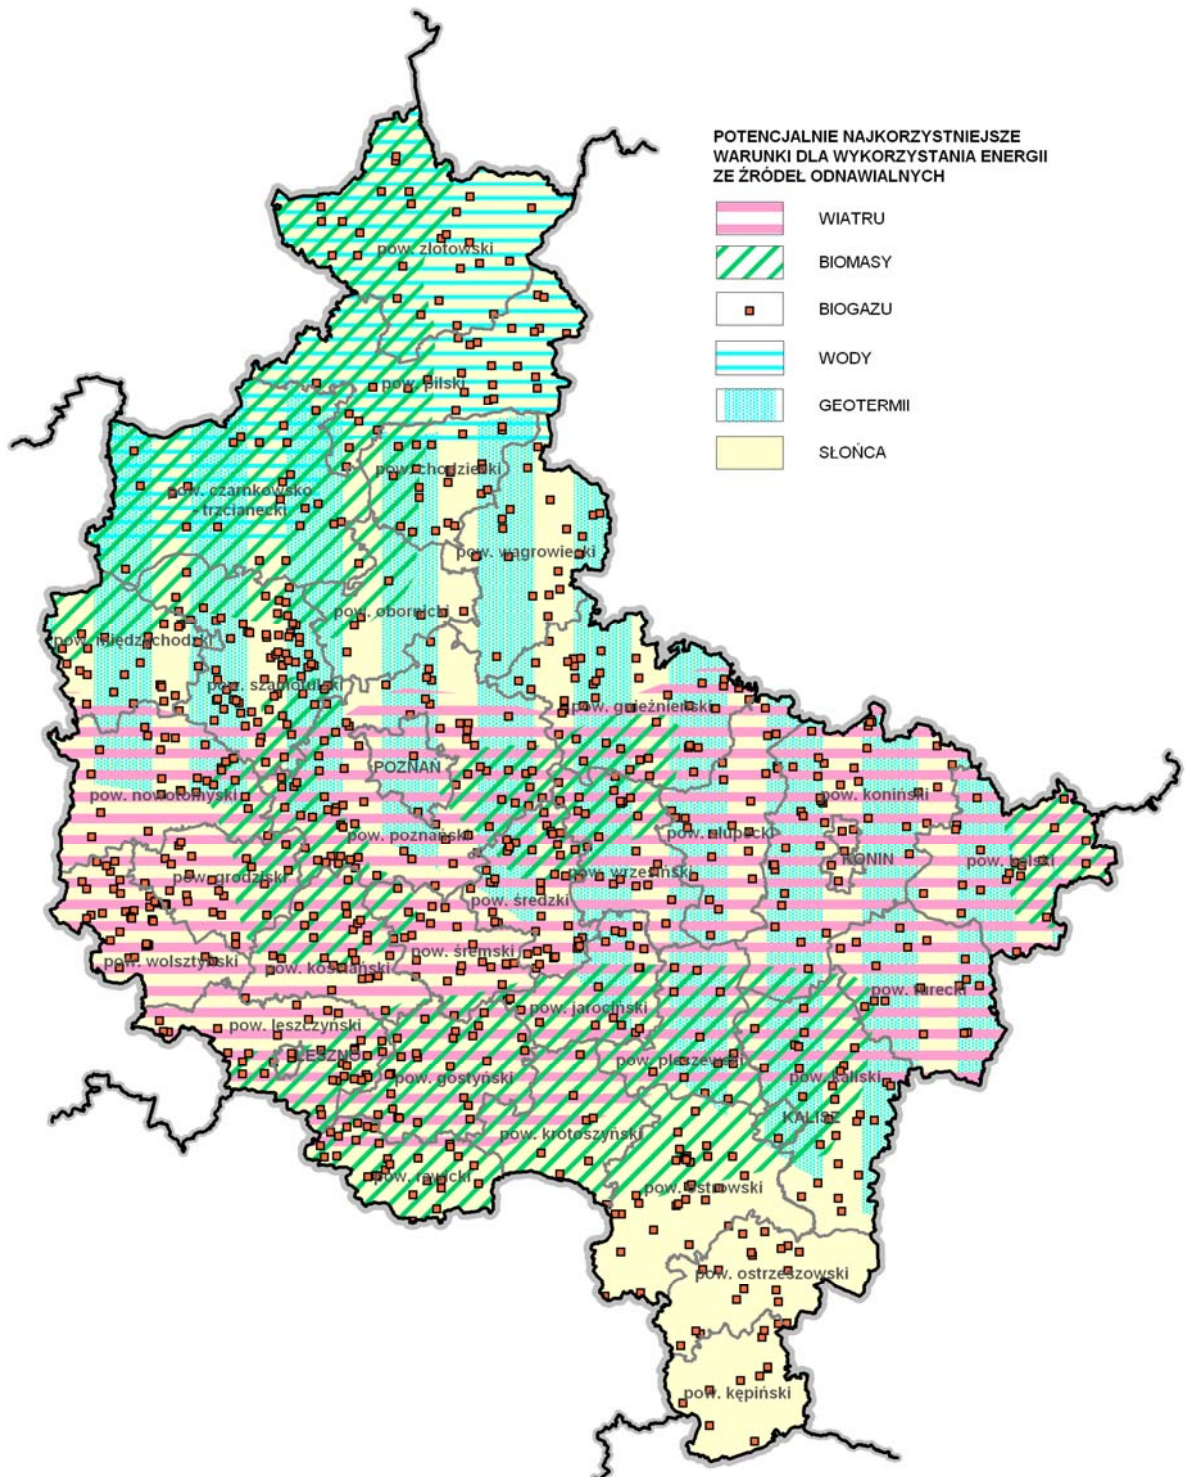 POTENCJALNIE NAJKORZYSTNIEJSZE
WARUNKI DLA WYKORZYSTANIA ENERGII
ZE ŹRÓDEŁ ODNAWIALNYCH
WIATRU
BIOMASY
BIOGAZU
WODY
GEOTERMII
SŁOŃCA
pow. złotowski
pow. pilski
pow. chodzieski
pow. czarnkowsko
- trzcianecki
pow. wągrowiecki
pow. obornicki
pow. międzychodzki
pow. szamotulski
pow. gnieźnieński
POZNAŃ
pow. nowotomyski
pow. koniński
pow. poznański
pow. słupecki
KONIN
pow. kolski
pow. grodziski
pow. wrzesiński
pow. średzki
pow. śremski
pow. wolsztyński
pow. kościański
pow. turecki
pow. jarociński
pow. leszczyński
LESZNO
pow. pleszewski
pow. gostyński
pow. kaliski
KALISZ
pow. krotoszyński
pow. rawicki
pow. ostrowski
pow. ostrzeszowski
pow. kępiński